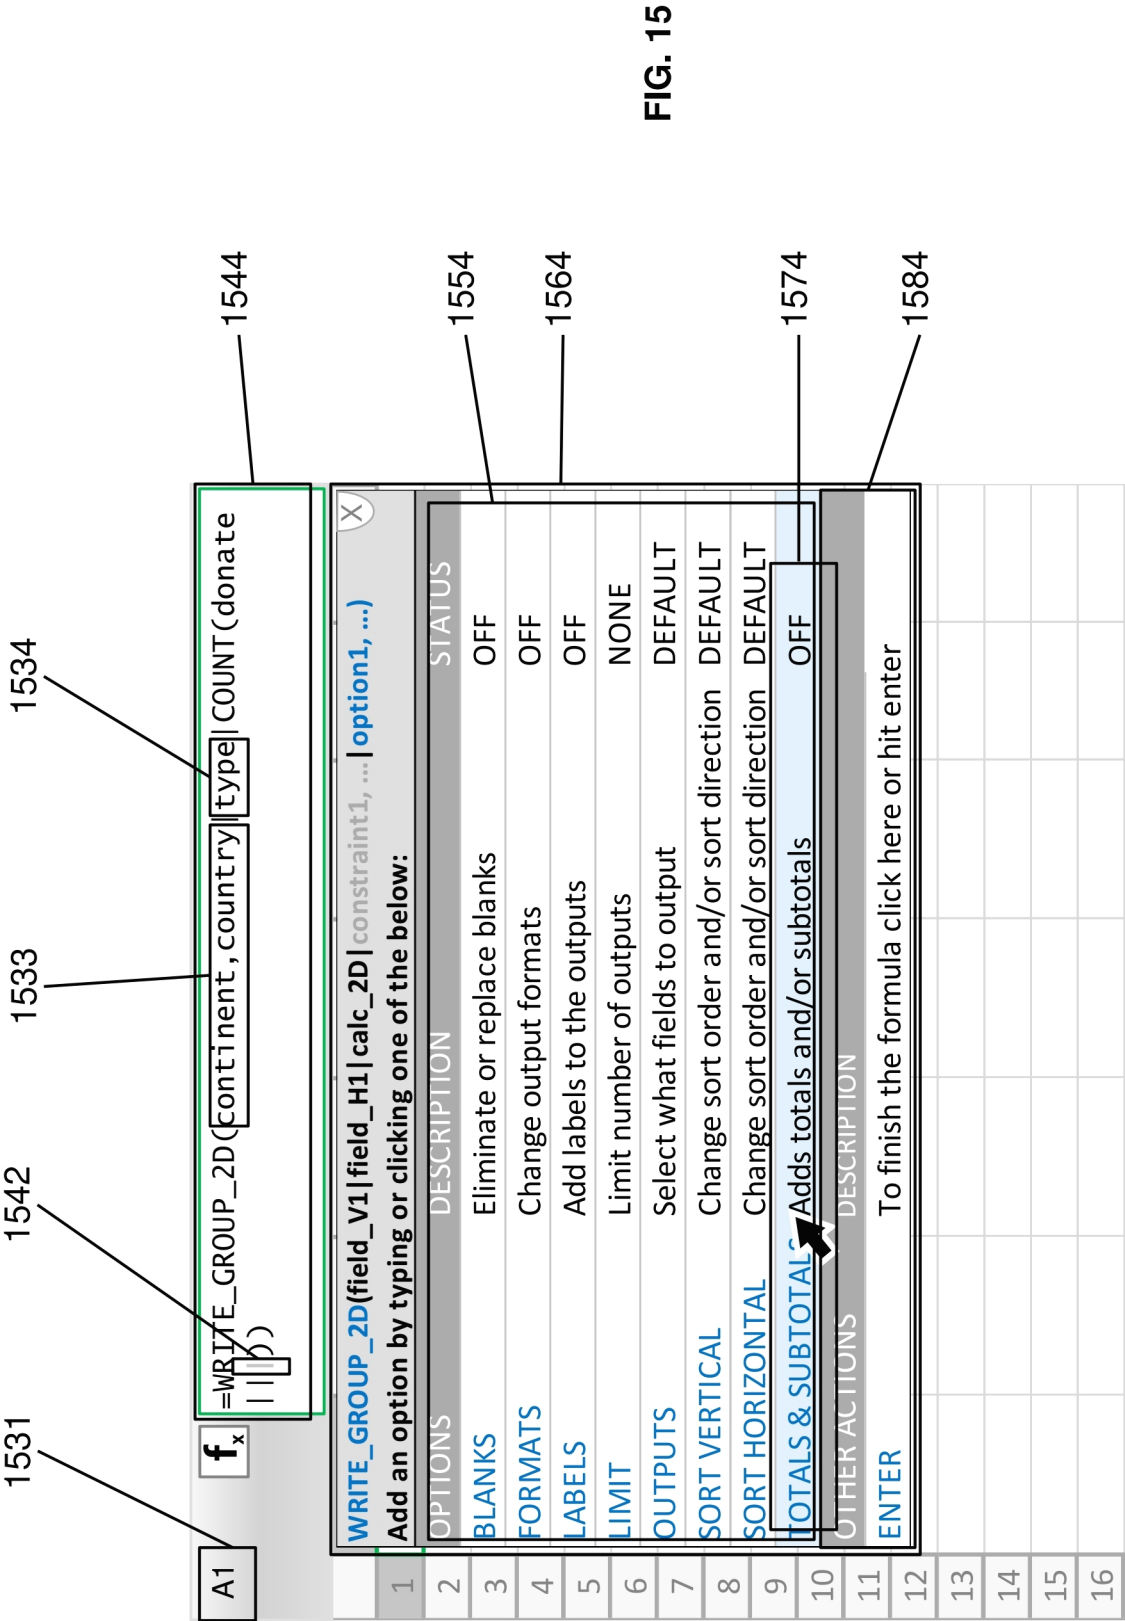 1531
1542
1533
1534
A1
fx
=WRITE_GROUP_2D(continent,country|type|COUNT(donate
|||))
1544
WRITE_GROUP_2D(field_V1|field_H1|calc_2D|constraint1, ...|option1, ...)
X
Add an option by typing or clicking one of the below:
OPTIONS DESCRIPTION STATUS
BLANKS Eliminate or replace blanks OFF
FORMATS Change output formats OFF
LABELS Add labels to the outputs OFF
LIMIT Limit number of outputs NONE
OUTPUTS Select what fields to output DEFAULT
SORT VERTICAL Change sort order and/or sort direction DEFAULT
SORT HORIZONTAL Change sort order and/or sort direction DEFAULT
TOTALS & SUBTOTALS Adds totals and/or subtotals OFF
OTHER ACTIONS DESCRIPTION
ENTER To finish the formula click here or hit enter
1554
1564
1574
1584
1
2
3
4
5
6
7
8
9
10
11
12
13
14
15
16
FIG. 15